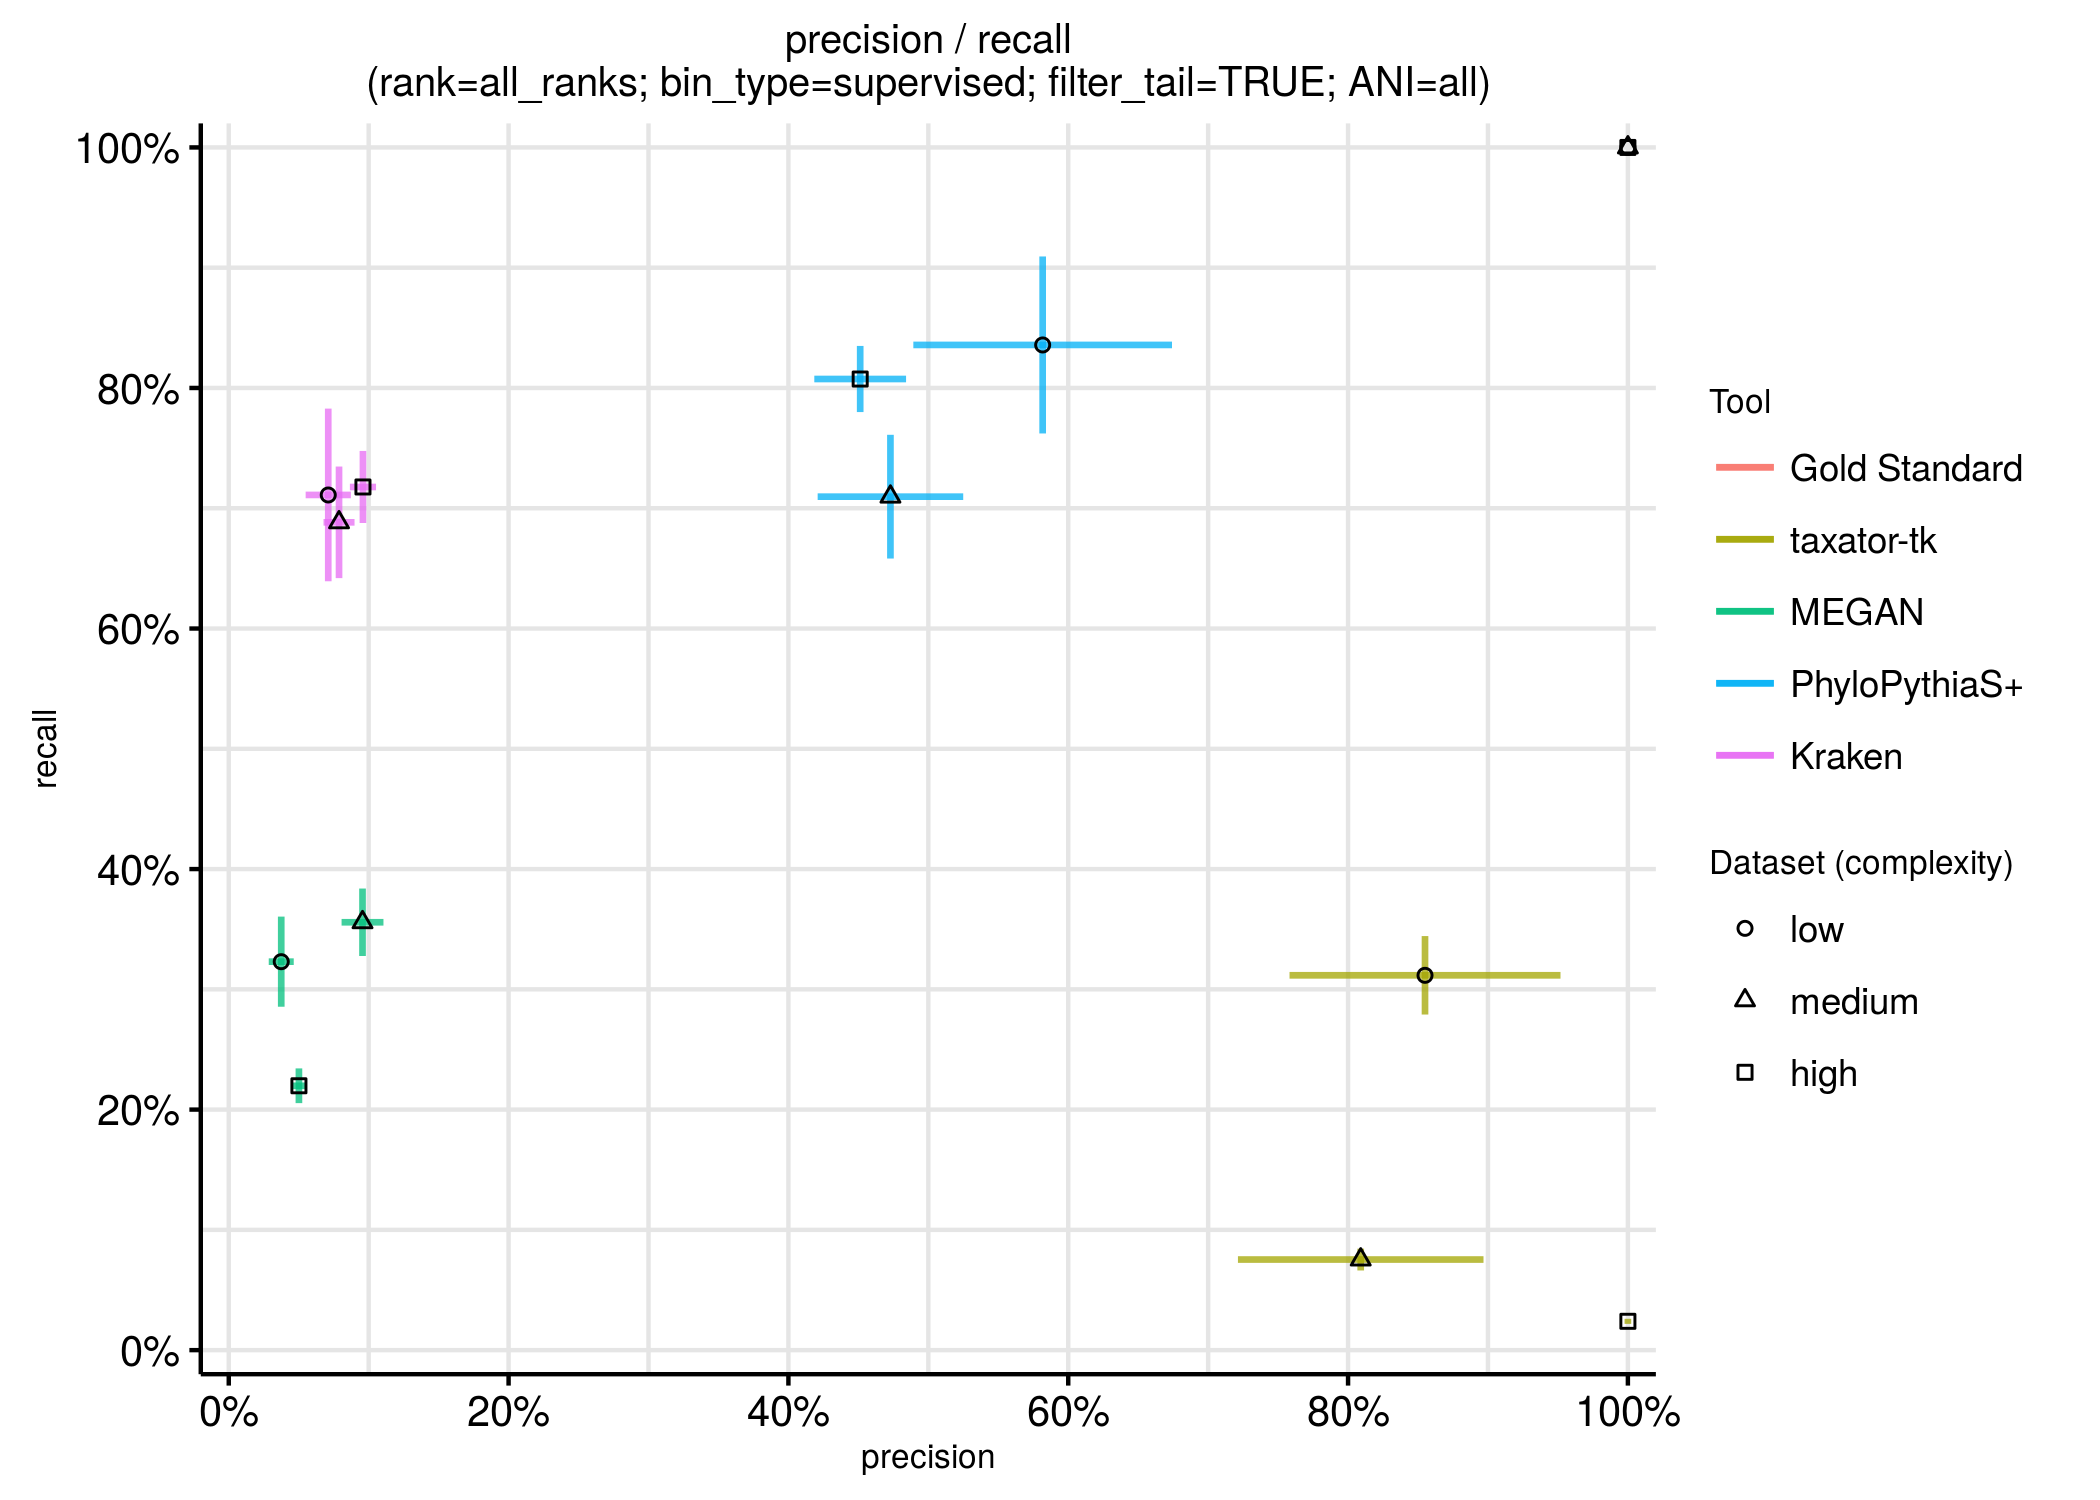 precision / recall
(rank=all_ranks; bin_type=supervised; filter_tail=TRUE; ANI=all)
100%
80%
60%
40%
20%
0%
recall
0%
20%
40%
60%
80%
100%
precision
Tool
Gold Standard
taxator-tk
MEGAN
PhyloPythiaS+
Kraken
Dataset (complexity)
low
medium
high